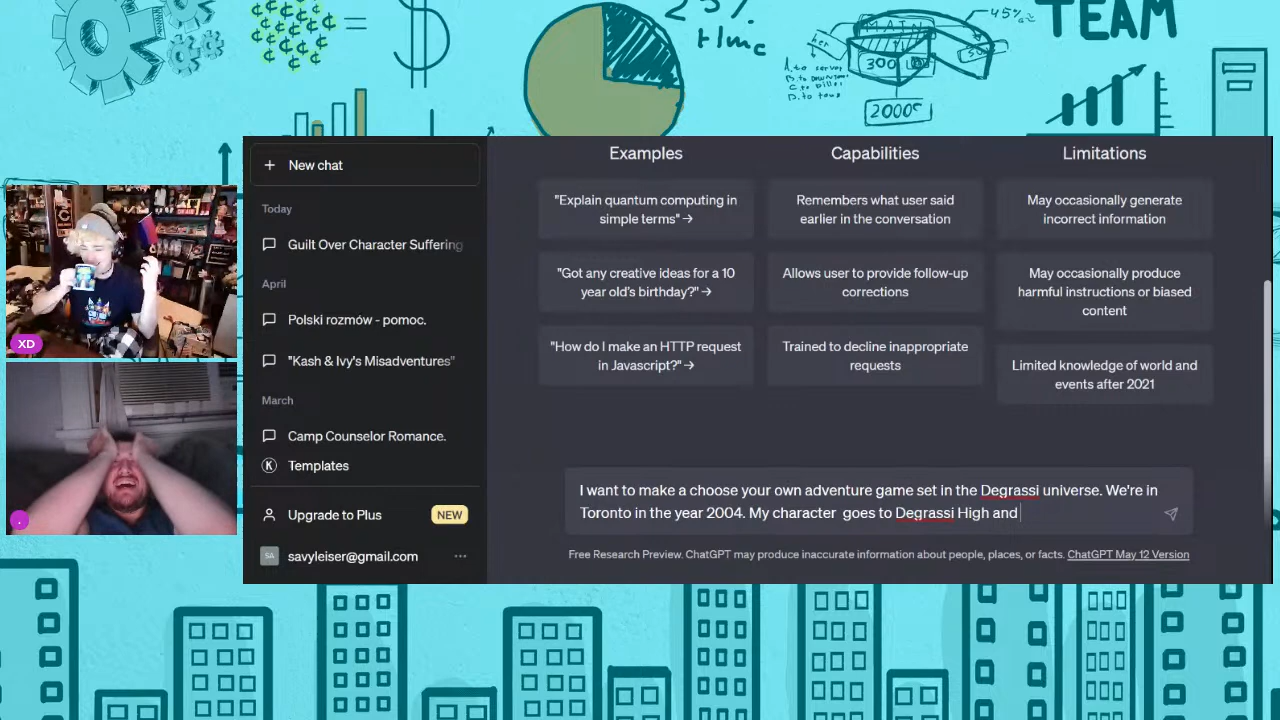 25%
time
45%
TEAM
MAIN
300
2000
XD
.
New chat
Today
Guilt Over Character Suffering
April
Polski rozmów - pomoc.
"Kash & Ivy's Misadventures"
March
Camp Counselor Romance.
Templates
Upgrade to Plus
NEW
SA
savyleiser@gmail.com
Examples
"Explain quantum computing in
simple terms" →
"Got any creative ideas for a 10
year old's birthday?" →
"How do I make an HTTP request
in Javascript?" →
Capabilities
Remembers what user said
earlier in the conversation
Allows user to provide follow-up
corrections
Trained to decline inappropriate
requests
Limitations
May occasionally generate
incorrect information
May occasionally produce
harmful instructions or biased
content
Limited knowledge of world and
events after 2021
I want to make a choose your own adventure game set in the Degrassi universe. We're in
Toronto in the year 2004. My character  goes to Degrassi High and
Free Research Preview. ChatGPT may produce inaccurate information about people, places, or facts. ChatGPT May 12 Version